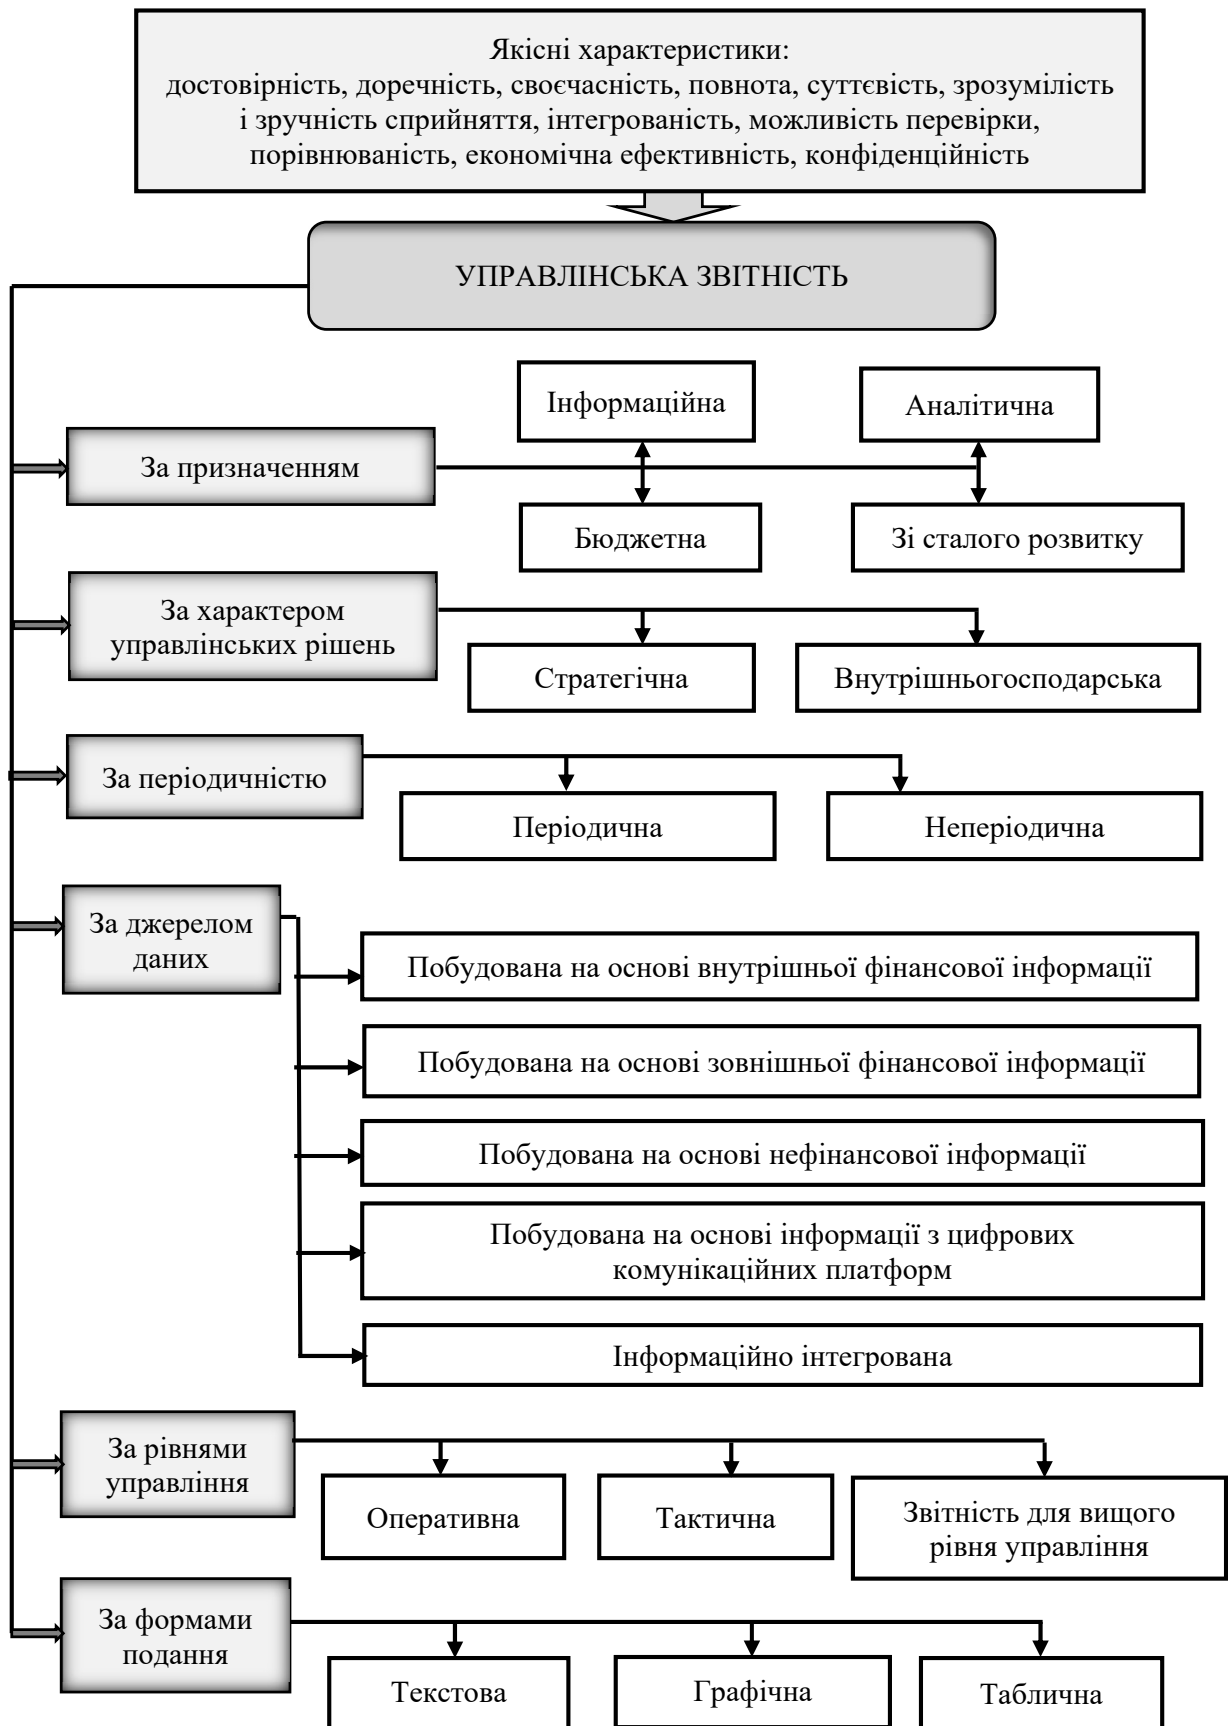 Якісні характеристики:
достовірність, доречність, своєчасність, повнота, суттєвість, зрозумілість
і зручність сприйняття, інтегрованість, можливість перевірки,
порівнюваність, економічна ефективність, конфіденційність
УПРАВЛІНСЬКА ЗВІТНІСТЬ
Інформаційна
Аналітична
За призначенням
Бюджетна
Зі сталого розвитку
За характером
управлінських рішень
Стратегічна
Внутрішньогосподарська
За періодичністю
Періодична
Неперіодична
За джерелом
даних
Побудована на основі внутрішньої фінансової інформації
Побудована на основі зовнішньої фінансової інформації
Побудована на основі нефінансової інформації
Побудована на основі інформації з цифрових
комунікаційних платформ
Інформаційно інтегрована
За рівнями
управління
Оперативна
Тактична
Звітність для вищого
рівня управління
За формами
подання
Текстова
Графічна
Таблична